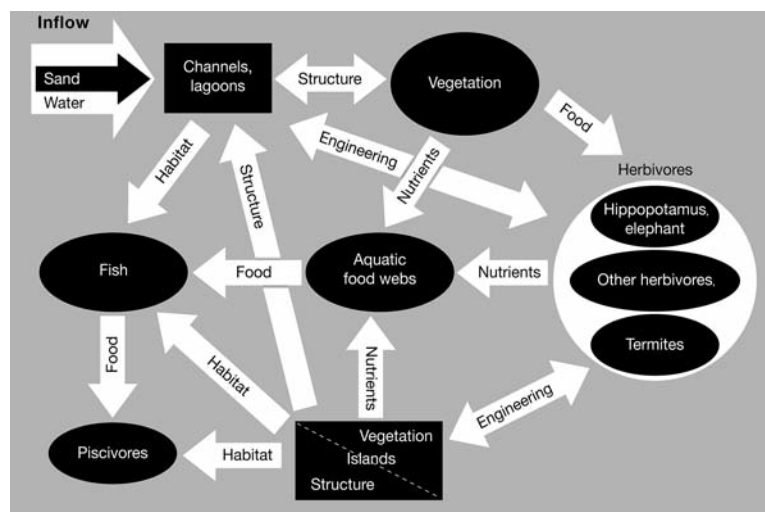 Inflow
Sand
Water
Channels,
lagoons
Structure
Vegetation
Food
Habitat
Structure
Engineering
Nutrients
Herbivores
Hippopotamus,
elephant
Other herbivores,
Termites
Fish
Food
Aquatic
food webs
Nutrients
Food
Habitat
Nutrients
Engineering
Piscivores
Habitat
Vegetation
Islands
Structure